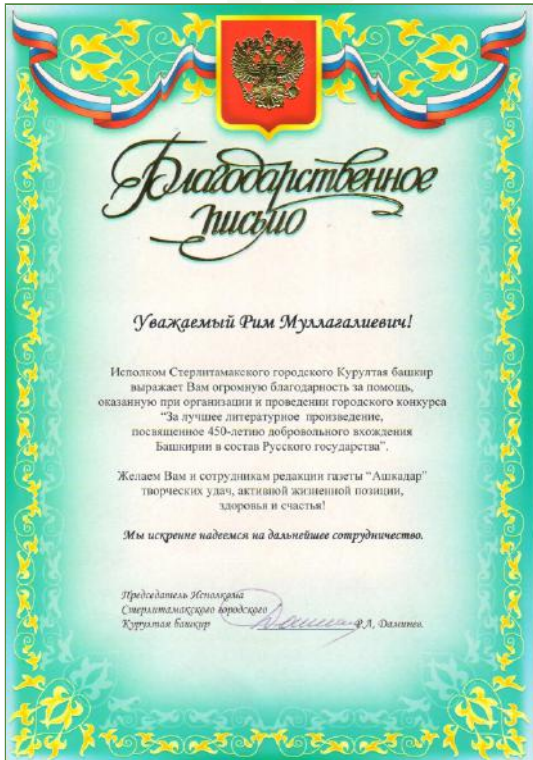 Благодарственное
письмо
Уважаемый Рим Муллагалиевич!
Исполком Стерлитамакского городского Курултая башкир
выражает Вам огромную благодарность за помощь,
оказанную при организации и проведении городского конкурса
“За лучшее литературное произведение,
посвященное 450-летию добровольного вхождения
Башкирии в состав Русского государства”.
Желаем Вам и сотрудникам редакции газеты “Ашкадар”
творческих удач, активной жизненной позиции,
здоровья и счастья!
Мы искренне надеемся на дальнейшее сотрудничество.
Председатель Исполкома
Стерлитамакского городского
Курултая башкир Р.А. Даминев.